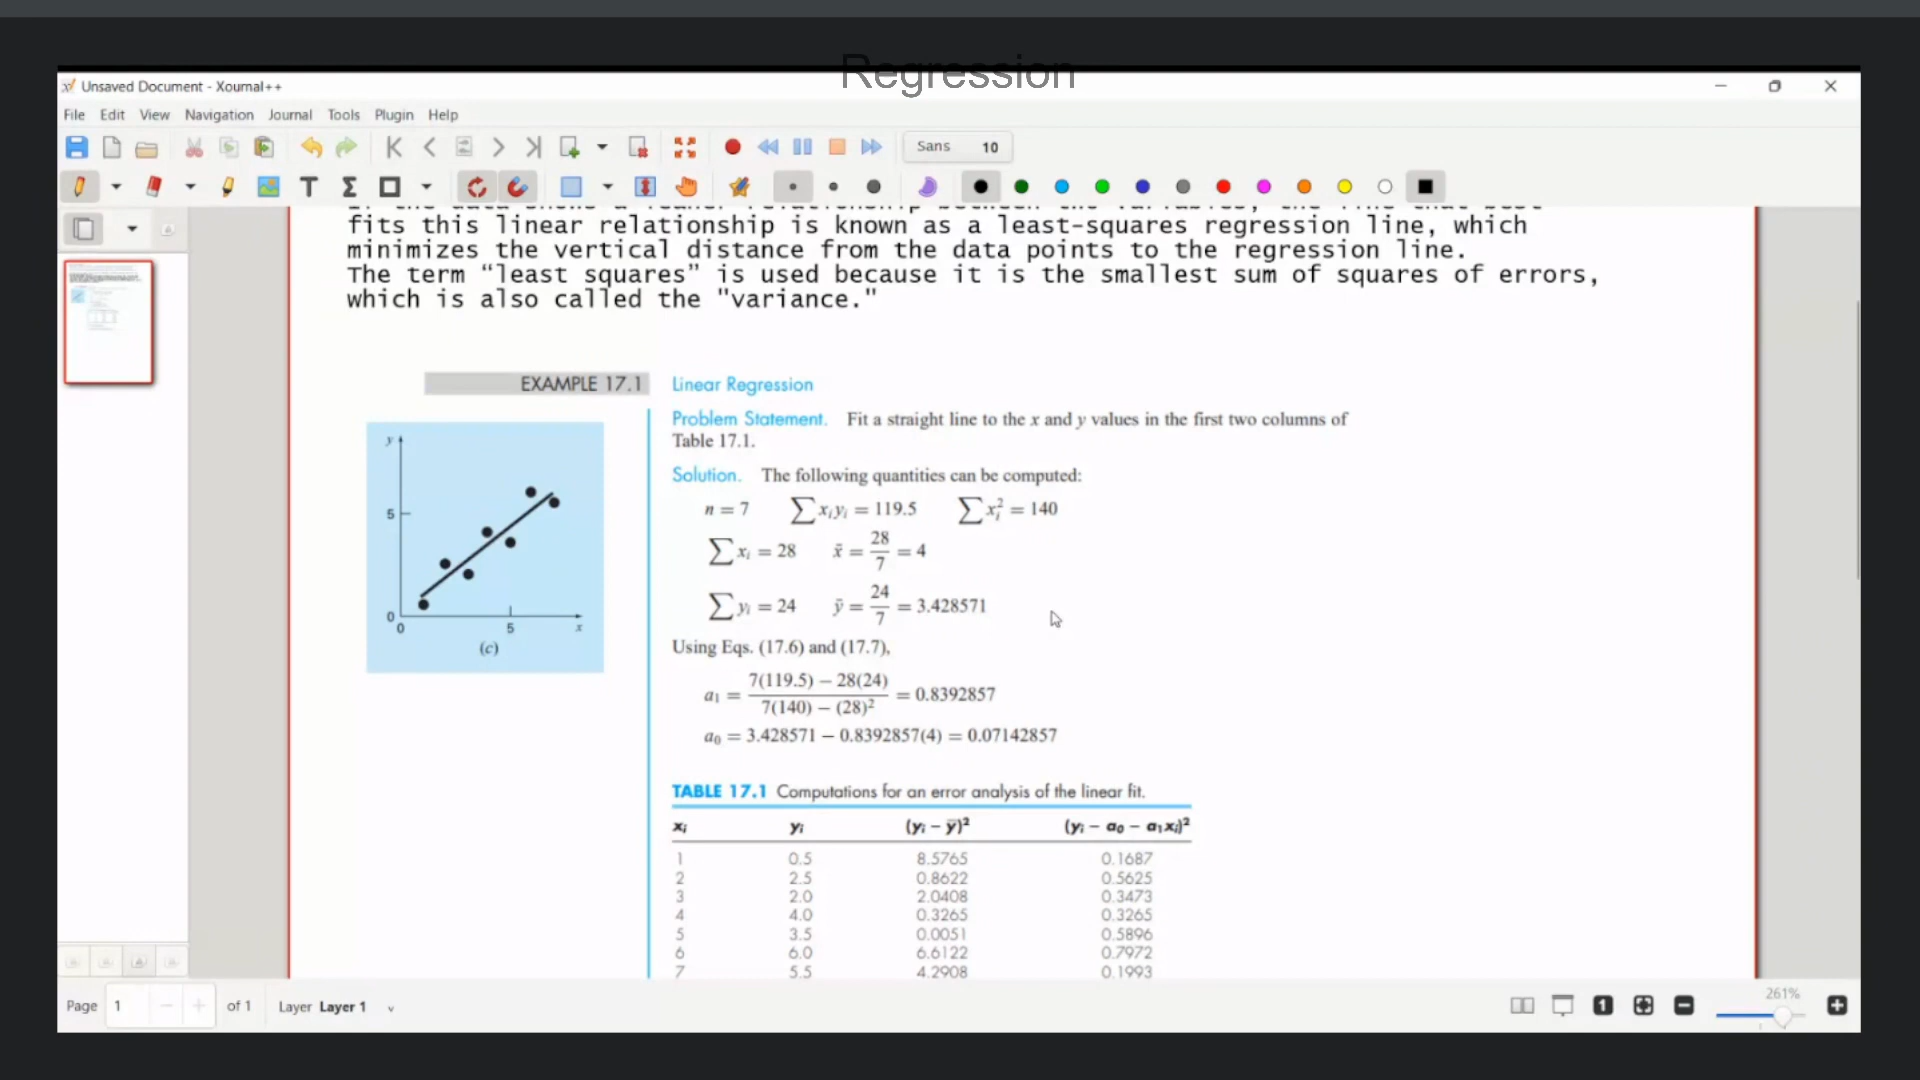 Regression
Unsaved Document - Xournal++
File Edit View Navigation Journal Tools Plugin Help
Sans 10
fits this linear relationship is known as a least-squares regression line, which
minimizes the vertical distance from the data points to the regression line.
The term “least squares” is used because it is the smallest sum of squares of errors,
which is also called the "variance."
EXAMPLE 17.1 Linear Regression
Problem Statement. Fit a straight line to the x and y values in the first two columns of
Table 17.1.
Solution. The following quantities can be computed:
n = 7 ∑xᵢyᵢ = 119.5 ∑xᵢ² = 140
∑xᵢ = 28 x̄ = 28/7 = 4
∑yᵢ = 24 ȳ = 24/7 = 3.428571
Using Eqs. (17.6) and (17.7),
a₁ = 7(119.5) − 28(24) / 7(140) − (28)² = 0.8392857
a₀ = 3.428571 − 0.8392857(4) = 0.07142857
y
5
0
0 5 x
(c)
TABLE 17.1 Computations for an error analysis of the linear fit.
xᵢ yᵢ (yᵢ − ȳ)² (yᵢ − a₀ − a₁xᵢ)²
1 0.5 8.5765 0.1687
2 2.5 0.8622 0.5625
3 2.0 2.0408 0.3473
4 4.0 0.3265 0.3265
5 3.5 0.0051 0.5896
6 6.0 6.6122 0.7972
7 5.5 4.2908 0.1993
Page 1 of 1 Layer Layer 1
261%